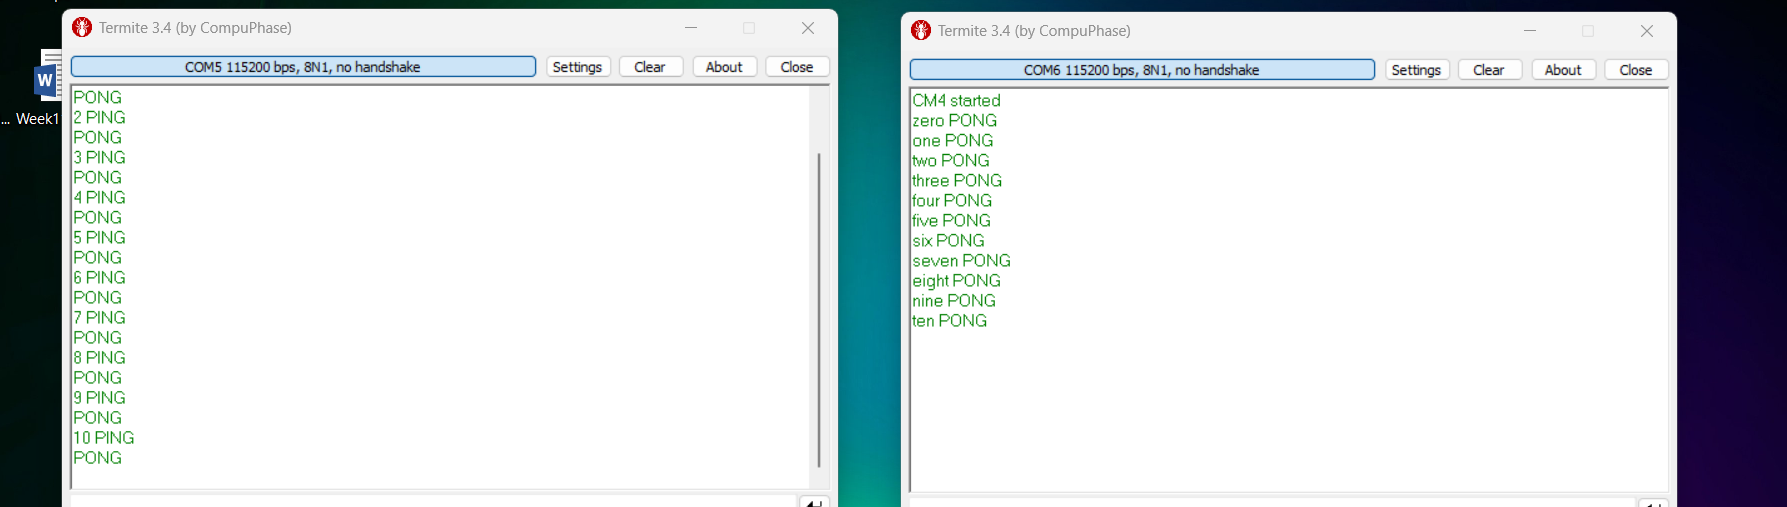 ... Week1
Termite 3.4 (by CompuPhase)
COM5 115200 bps, 8N1, no handshake
Settings
Clear
About
Close
PONG
2 PING
PONG
3 PING
PONG
4 PING
PONG
5 PING
PONG
6 PING
PONG
7 PING
PONG
8 PING
PONG
9 PING
PONG
10 PING
PONG
Termite 3.4 (by CompuPhase)
COM6 115200 bps, 8N1, no handshake
Settings
Clear
About
Close
CM4 started
zero PONG
one PONG
two PONG
three PONG
four PONG
five PONG
six PONG
seven PONG
eight PONG
nine PONG
ten PONG